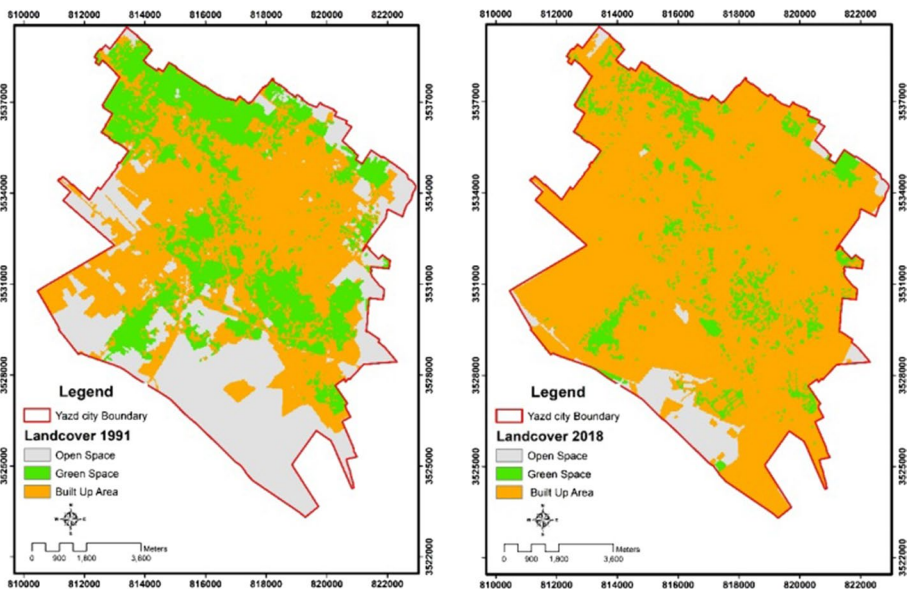 810000 812000 814000 816000 818000 820000 822000
3537000
3534000
3531000
3528000
3525000
3522000
Legend
Yazd city Boundary
Landcover 1991
Open Space
Green Space
Built Up Area
N
W E
S
Meters
0 900 1,800 3,600
810000 812000 814000 816000 818000 820000 822000
810000 812000 814000 816000 818000 820000 822000
3537000
3534000
3531000
3528000
3525000
3522000
Legend
Yazd city Boundary
Landcover 2018
Open Space
Green Space
Built Up Area
N
S
Meters
0 900 1,800 3,600
810000 812000 814000 816000 818000 820000 822000